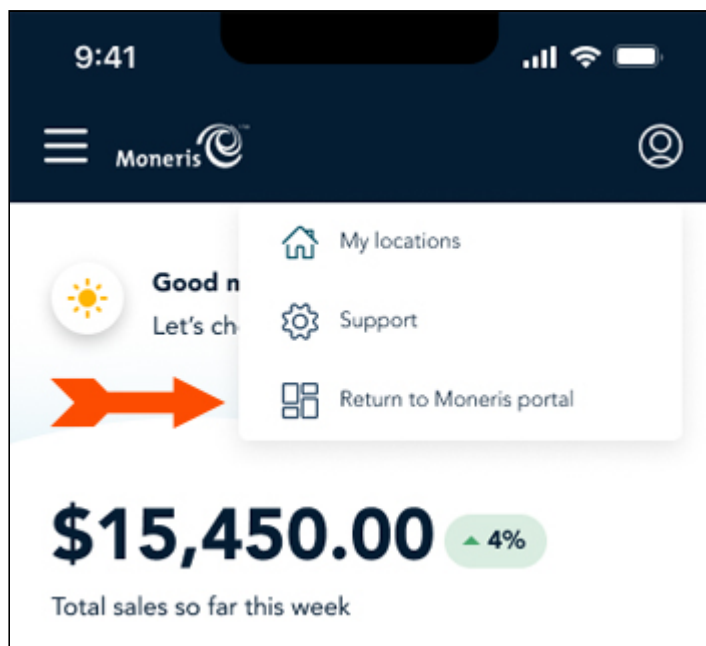 9:41
Moneris
My locations
Good n
Let's ch
Support
Return to Moneris portal
$15,450.00 4%
Total sales so far this week